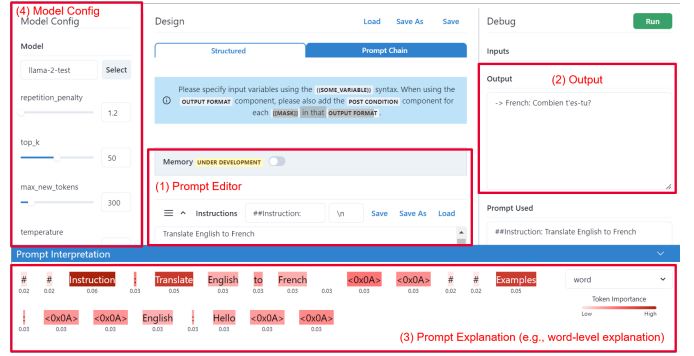 (4) Model Config
Model Config
Model
llama-2-test
Select
repetition_penalty
1.2
top_k
50
max_new_tokens
300
temperature
Design
Load Save As Save
Structured
Prompt Chain
Please specify input variables using the {{SOME_VARIABLE}} syntax. When using the
OUTPUT FORMAT component, please also add the POST CONDITION component for
each [[MASK]] in that OUTPUT FORMAT.
Memory UNDER DEVELOPMENT
(1) Prompt Editor
Instructions ##Instruction: \n Save Save As Load
Translate English to French
Debug
Run
Inputs
Output
(2) Output
-> French: Combien t'es-tu?
Prompt Used
##Instruction: Translate English to French
Prompt Interpretation
# # Instruction : Translate English to French <0x0A> <0x0A> # # Examples
0.02 0.02 0.06 0.03 0.05 0.03 0.03 0.03 0.05 0.03 0.03 0.02 0.02 0.05
: <0x0A> <0x0A> English : Hello <0x0A> <0x0A>
0.03 0.03 0.03 0.03 0.03 0.03 0.03 0.03
word
Token Importance
Low High
(3) Prompt Explanation (e.g., word-level explanation)